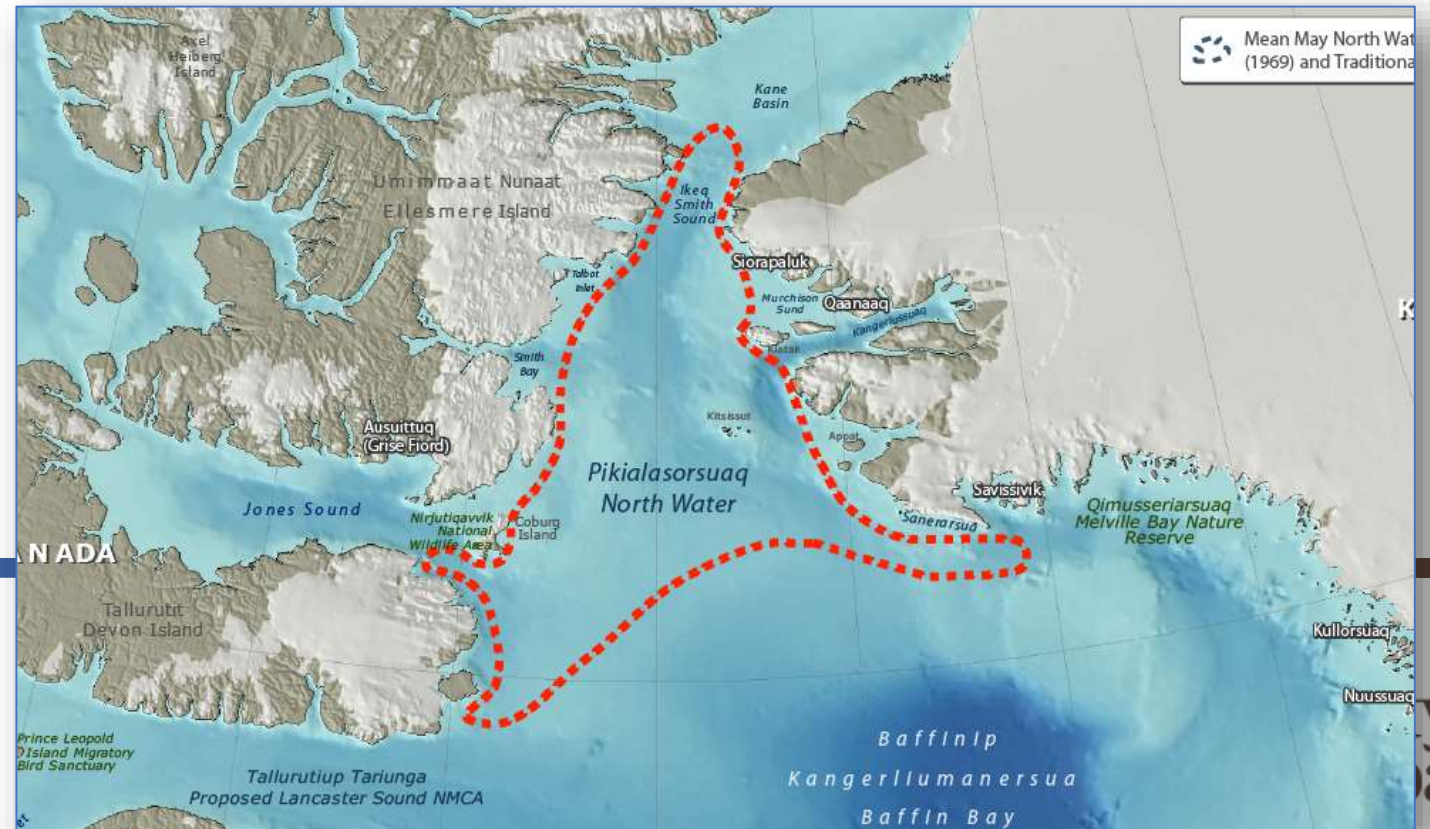 Axel
Heiberg
Island
Mean May North Wat
(1969) and Traditiona
Kane
Basin
Umimmaat Nunaat
Ellesmere Island
Ikeq
Smith
Sound
Siorapaluk
Talbot
Inlet
Murchison
Sund
Qaanaaq
Kangerlussuaq
K
Kiatak
Smith
Bay
Ausuittuq
(Grise Fiord)
Kitsissut
Appat
Pikialasorsuaq
North Water
Savissivik
Jones Sound
Nirjutiqavvik
National
Wildlife Area
Coburg
Island
Sanerarsua
Qimusseriarsuaq
Melville Bay Nature
Reserve
NADA
Tallurutit
Devon Island
Kullorsuaq
Nuussuaq
Prince Leopold
Island Migratory
Bird Sanctuary
Tallurutiup Tariunga
Proposed Lancaster Sound NMCA
Baffinip
Kangerllumanersua
Baffin Bay